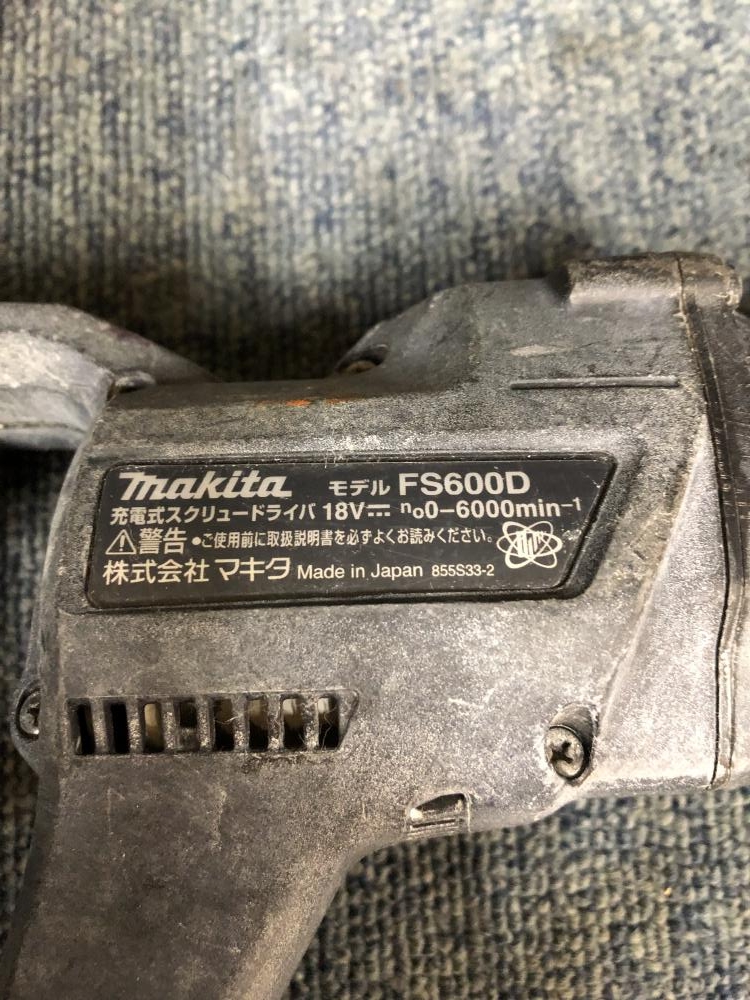 makita モデル FS600D
充電式スクリュードライバ 18V⎓ n₀0−6000min⁻¹
⚠警告 •ご使用前に取扱説明書を必ずよくお読みください。
株式会社 マキタ Made in Japan 855S33-2